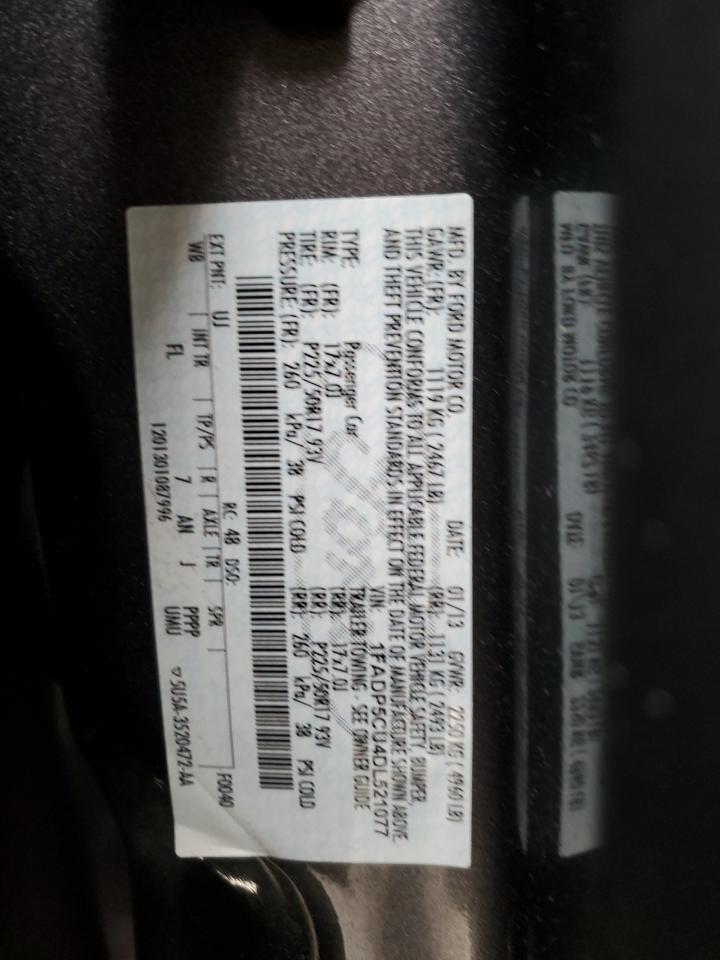 MFD. BY FORD MOTOR CO.
DATE: 01/13 GVWR: 2250 KG ( 4960 LB)
GAWR: (FR): 1119 KG ( 2467 LB) (RR): 1131 KG ( 2493 LB)
THIS VEHICLE CONFORMS TO ALL APPLICABLE FEDERAL MOTOR VEHICLE SAFETY, BUMPER,
AND THEFT PREVENTION STANDARDS IN EFFECT ON THE DATE OF MANUFACTURE SHOWN ABOVE.
VIN: 1FADP5CU4DL521077
TYPE: Passenger Car TRAILER TOWING - SEE OWNER GUIDE
RIM: (FR): 17x7.0J (RR): 17x7.0J
TIRE: (FR): P225/50R17 93V (RR): P225/50R17 93V
PRESSURE: (FR): 260 kPa/ 38 PSI COLD (RR): 260 kPa/ 38 PSI COLD
RC: 48 DSO: F0040
EXT PNT: UJ
WB INT TR TP/PS R AXLE TR SPR
FL 7 AN J PPPP
1201301087996 UMU ▽5U5A-3520472-AA